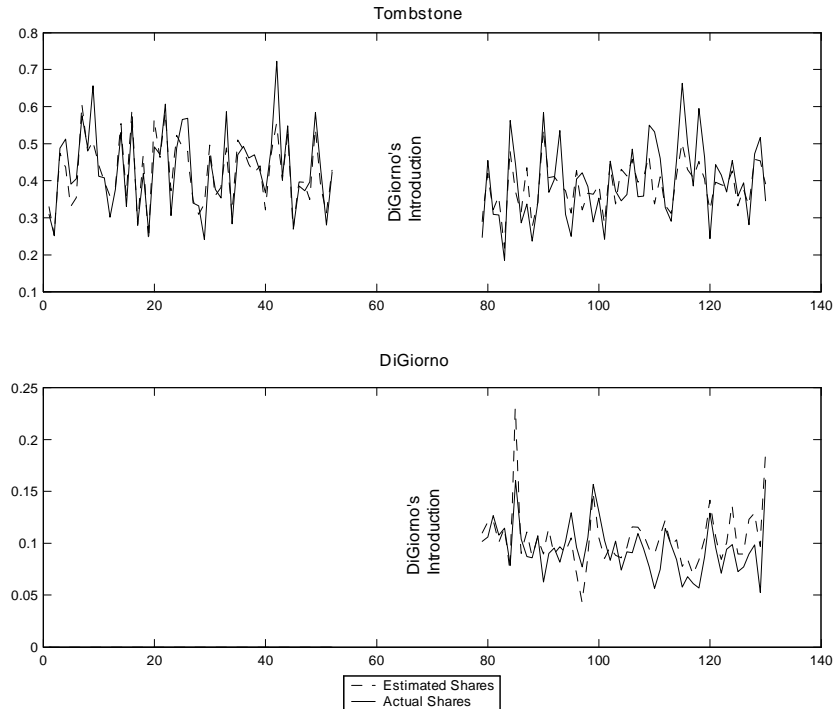 Tombstone
0.8
0.7
0.6
0.5
0.4
0.3
0.2
0.1
DiGiorno's
Introduction
0 20 40 60 80 100 120 140
DiGiorno
0.25
0.2
0.15
0.1
0.05
0
DiGiorno's
Introduction
0 20 40 60 80 100 120 140
Estimated Shares
Actual Shares